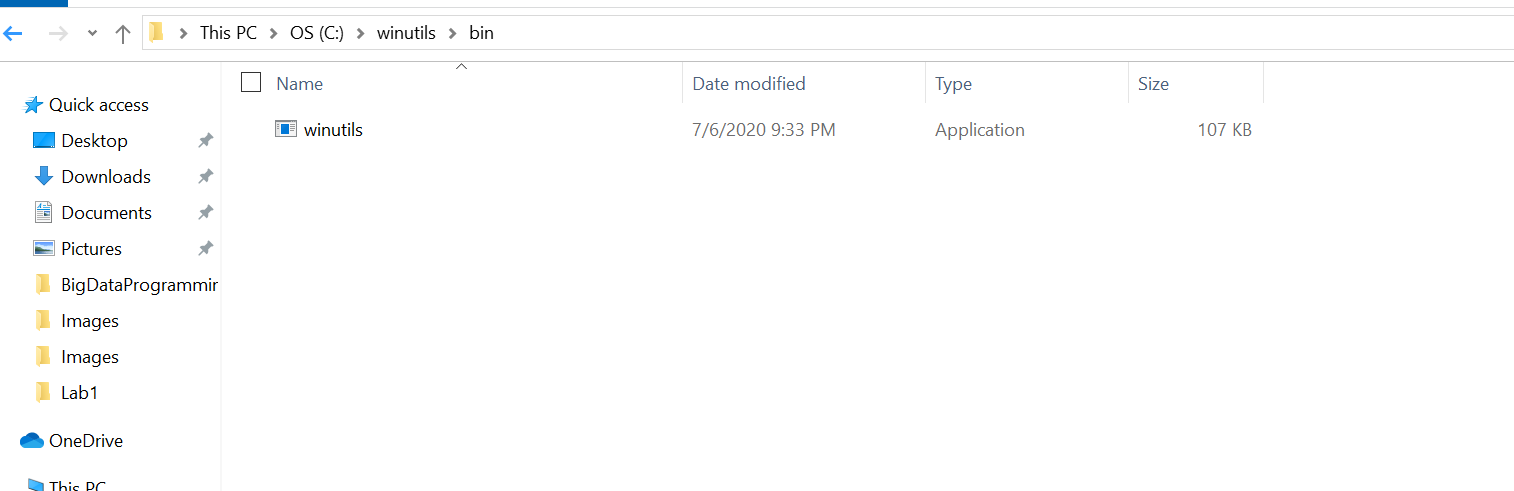 This PC > OS (C:) > winutils > bin
Name Date modified Type Size
winutils 7/6/2020 9:33 PM Application 107 KB
Quick access
Desktop
Downloads
Documents
Pictures
BigDataProgrammin
Images
Images
Lab1
OneDrive
This PC